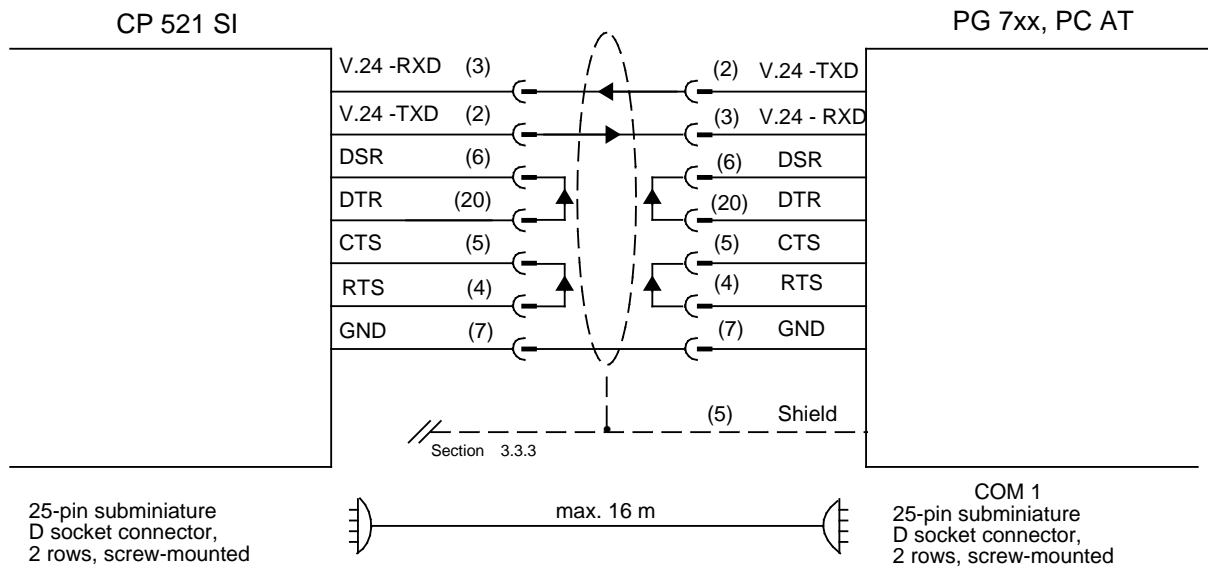 CP 521 SI
PG 7xx, PC AT
V.24 -RXD (3) (2) V.24 -TXD
V.24 -TXD (2) (3) V.24 - RXD
DSR (6) (6) DSR
DTR (20) (20) DTR
CTS (5) (5) CTS
RTS (4) (4) RTS
GND (7) (7) GND
(5) Shield
Section 3.3.3
25-pin subminiature
D socket connector,
2 rows, screw-mounted
max. 16 m
COM 1
25-pin subminiature
D socket connector,
2 rows, screw-mounted